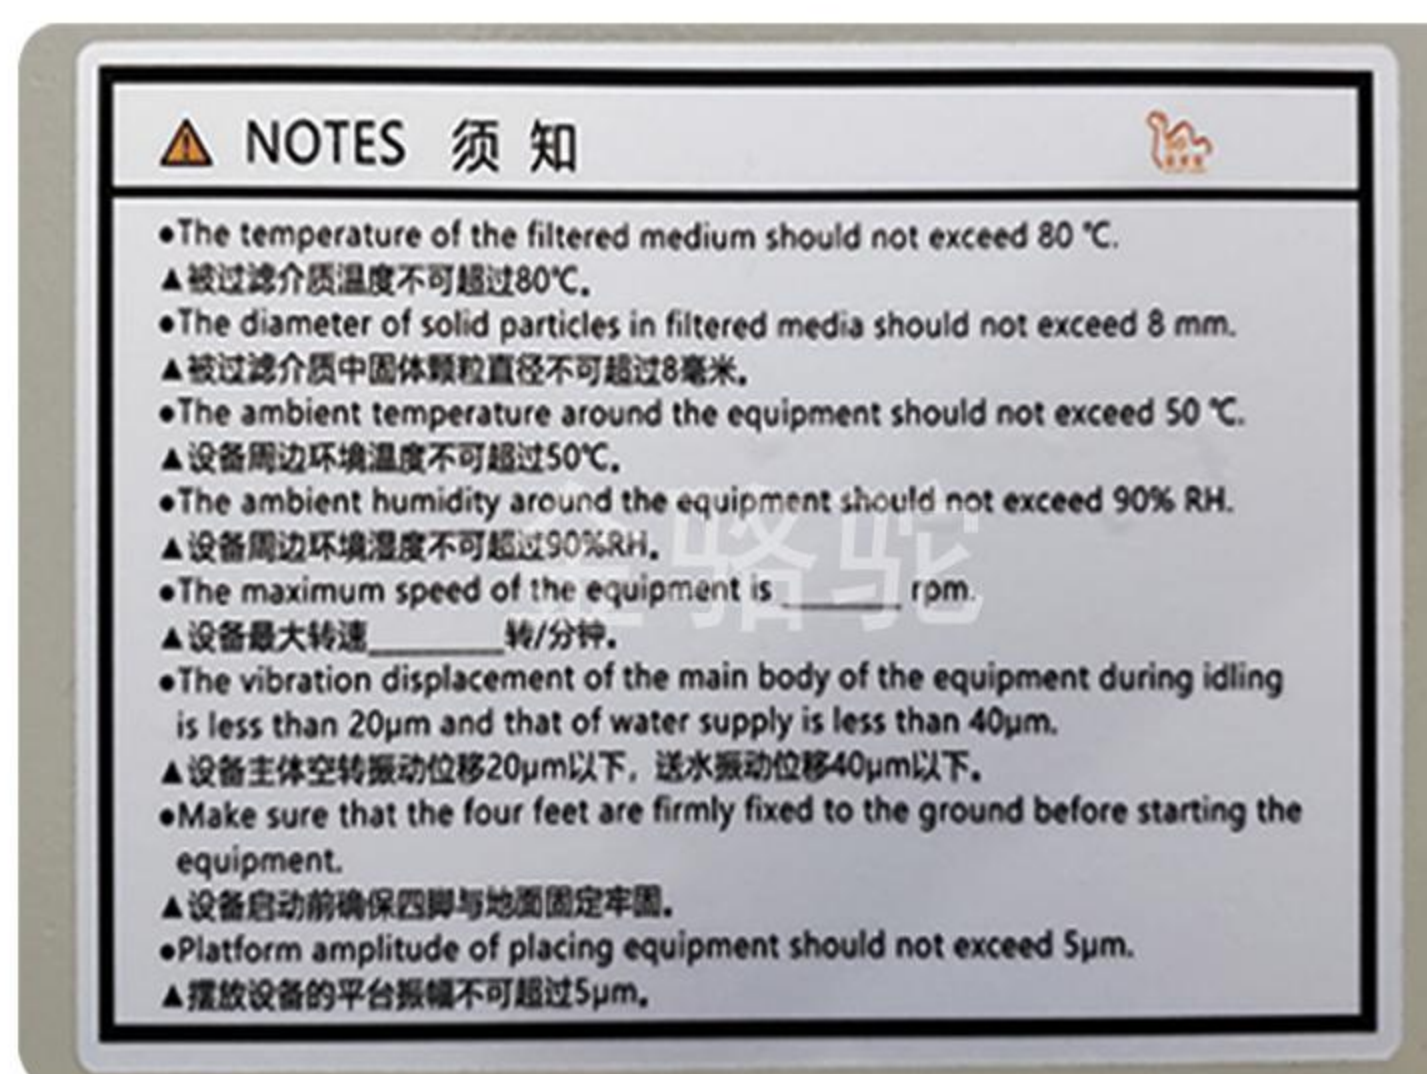 NOTES 须 知
●The temperature of the filtered medium should not exceed 80 ℃.
▲被过滤介质温度不可超过80℃。
●The diameter of solid particles in filtered media should not exceed 8 mm.
▲被过滤介质中固体颗粒直径不可超过8毫米。
●The ambient temperature around the equipment should not exceed 50 ℃.
▲设备周边环境温度不可超过50℃。
●The ambient humidity around the equipment should not exceed 90% RH.
▲设备周边环境湿度不可超过90%RH。
金骆驼
●The maximum speed of the equipment is ______ rpm.
▲设备最大转速______转/分钟。
●The vibration displacement of the main body of the equipment during idling
is less than 20μm and that of water supply is less than 40μm.
▲设备主体空转振动位移20μm以下，送水振动位移40μm以下。
●Make sure that the four feet are firmly fixed to the ground before starting the
equipment.
▲设备启动前确保四脚与地面固定牢固。
●Platform amplitude of placing equipment should not exceed 5μm.
▲摆放设备的平台振幅不可超过5μm。